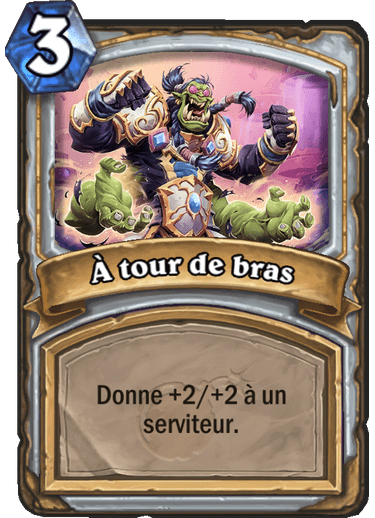 3
À tour de bras
Donne +2/+2 à un
serviteur.